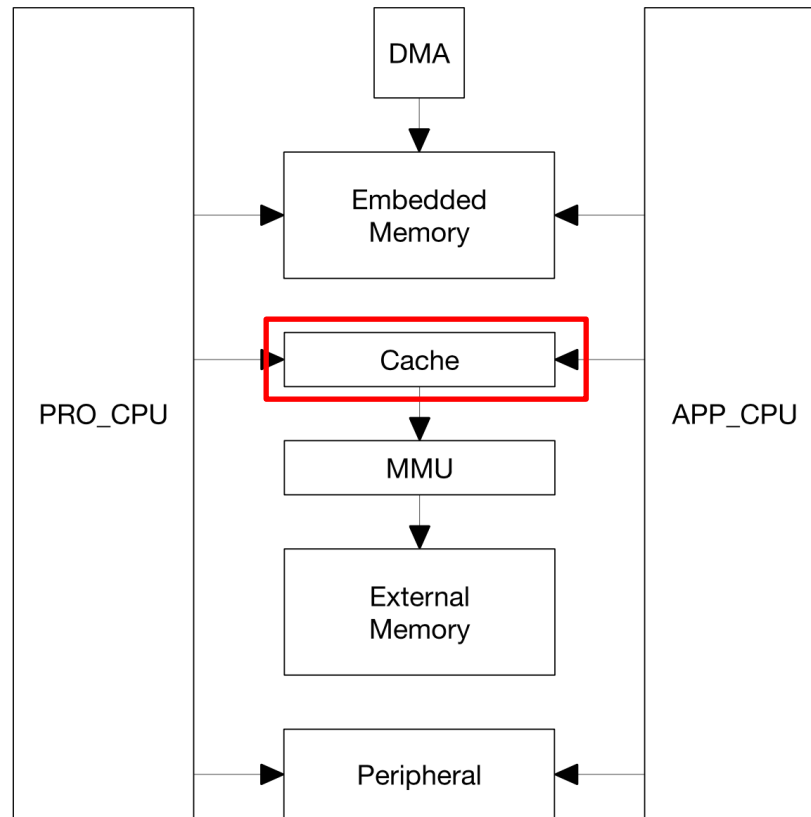 DMA
Embedded
Memory
Cache
PRO_CPU
APP_CPU
MMU
External
Memory
Peripheral